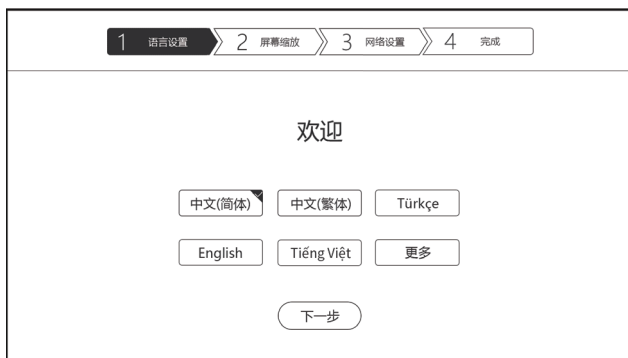 1 语言设置 2 屏幕缩放 3 网络设置 4 完成
欢迎
中文(简体) 中文(繁体) Türkçe
English Tiếng Việt 更多
下一步